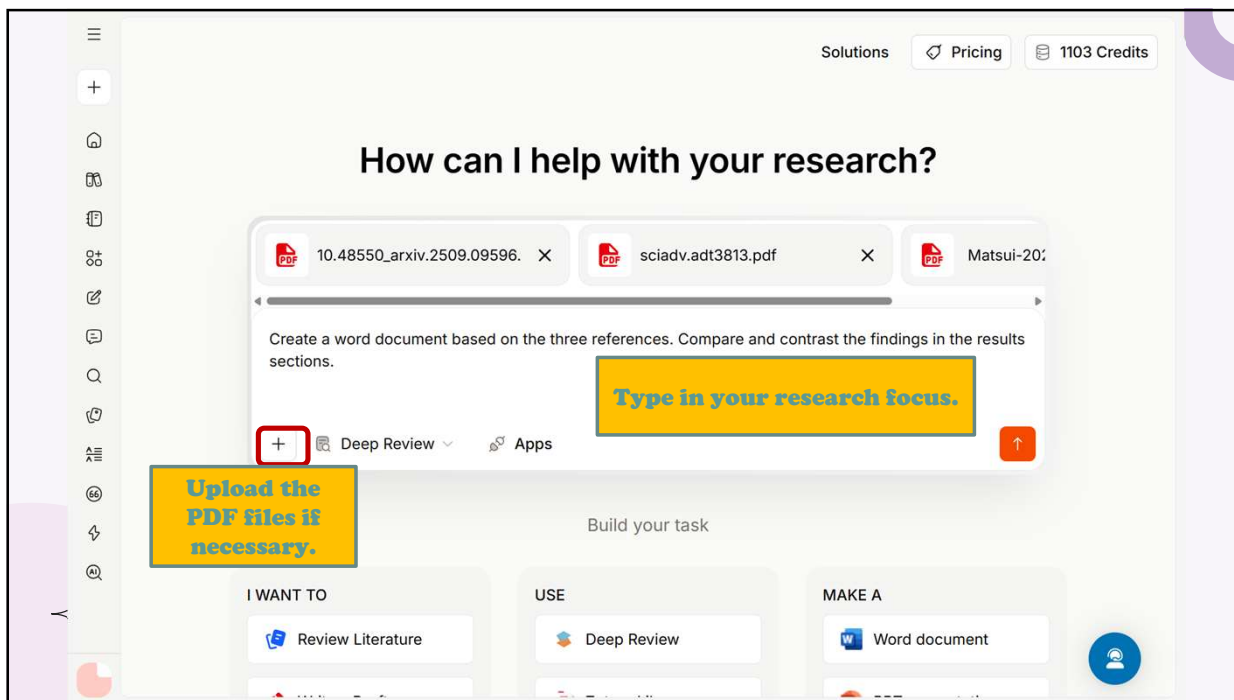 Solutions
Pricing
1103 Credits
How can I help with your research?
10.48550_arxiv.2509.09596.
sciadv.adt3813.pdf
Matsui-202
Create a word document based on the three references. Compare and contrast the findings in the results
sections.
Type in your research focus.
Deep Review
Apps
Upload the
PDF files if
necessary.
Build your task
I WANT TO
USE
MAKE A
Review Literature
Deep Review
Word document